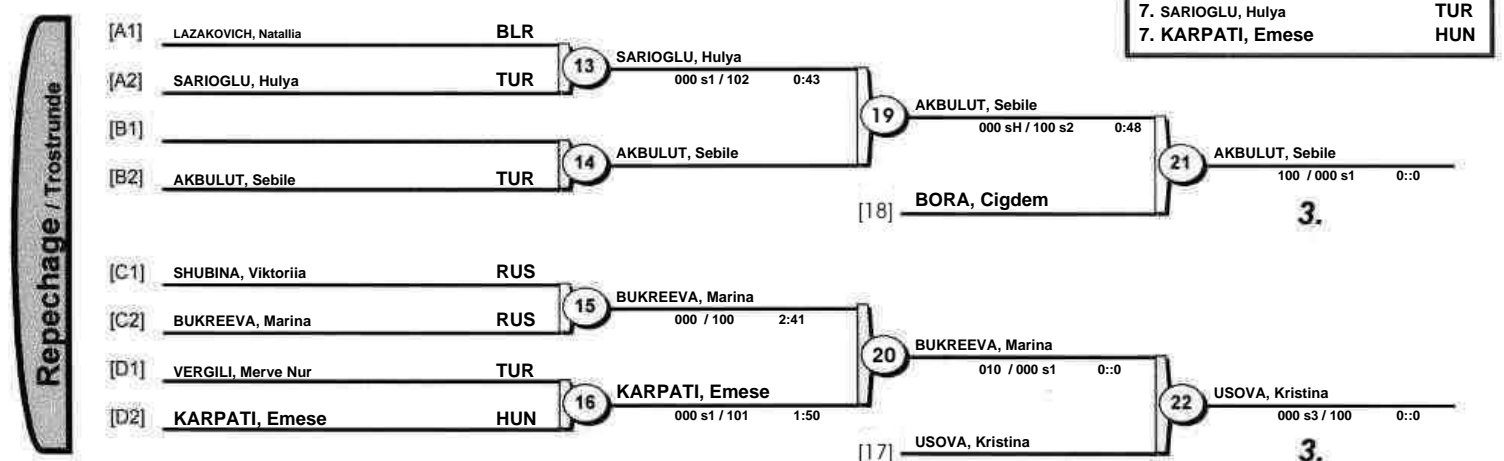 7. SARIOGLU, Hulya TUR
7. KARPATI, Emese HUN
Repechage / Trostrunde
[A1] LAZAKOVICH, Natallia BLR
13
SARIOGLU, Hulya
000 s1 / 102 0:43
[A2] SARIOGLU, Hulya TUR
19
AKBULUT, Sebile
000 sH / 100 s2 0:48
[B1]
14
AKBULUT, Sebile
[B2] AKBULUT, Sebile TUR
21
AKBULUT, Sebile
100 / 000 s1 0::0
[18] BORA, Cigdem
3.
[C1] SHUBINA, Viktoriia RUS
15
BUKREEVA, Marina
000 / 100 2:41
[C2] BUKREEVA, Marina RUS
20
BUKREEVA, Marina
010 / 000 s1 0::0
[D1] VERGILI, Merve Nur TUR
16
KARPATI, Emese
000 s1 / 101 1:50
[D2] KARPATI, Emese HUN
22
USOVA, Kristina
000 s3 / 100 0::0
[17] USOVA, Kristina
3.